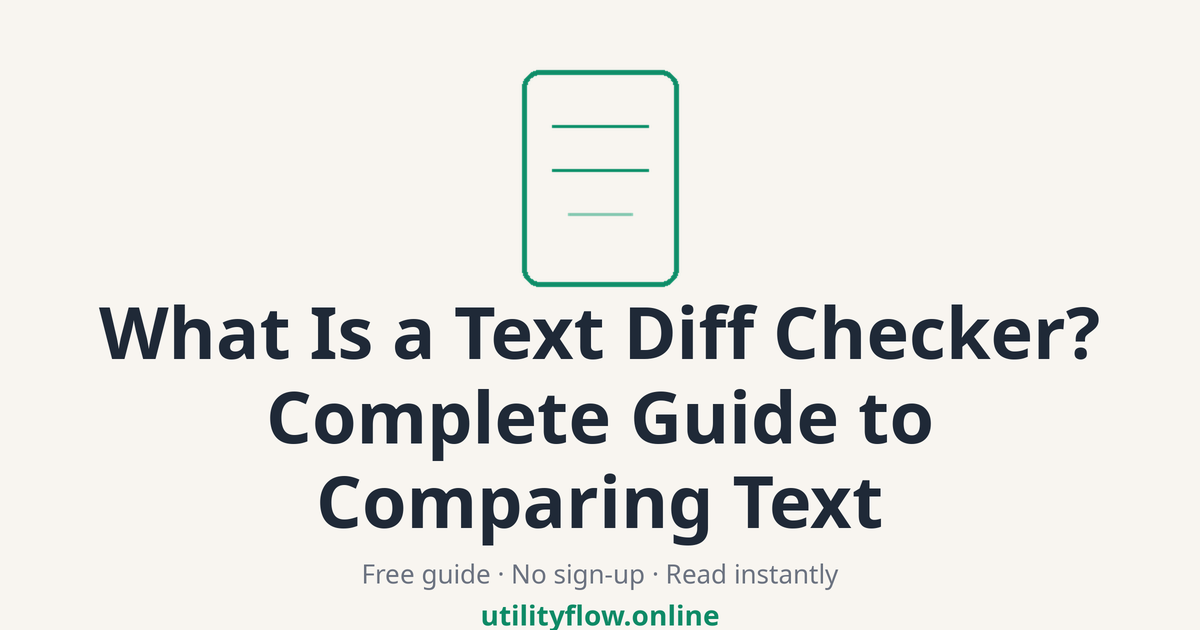 What Is a Text Diff Checker?
Complete Guide to
Comparing Text
Free guide · No sign-up · Read instantly
utilityflow.online